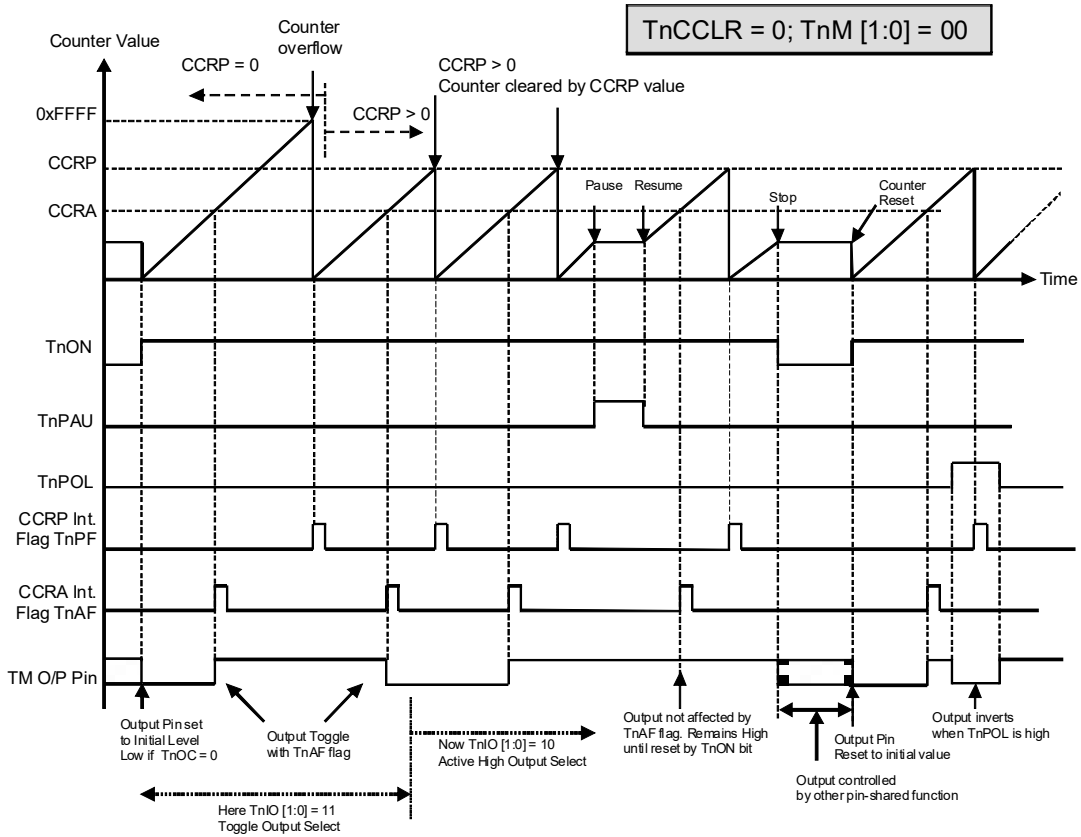 TnCCLR = 0; TnM [1:0] = 00
Counter Value
Counter
overflow
CCRP = 0
CCRP > 0
CCRP > 0
Counter cleared by CCRP value
0xFFFF
CCRP
CCRA
Pause
Resume
Stop
Counter
Reset
Time
TnON
TnPAU
TnPOL
CCRP Int.
Flag TnPF
CCRA Int.
Flag TnAF
TM O/P Pin
Output Pin set
to Initial Level
Low if TnOC = 0
Output Toggle
with TnAF flag
Here TnIO [1:0] = 11
Toggle Output Select
Now TnIO [1:0] = 10
Active High Output Select
Output not affected by
TnAF flag. Remains High
until reset by TnON bit
Output Pin
Reset to initial value
Output controlled
by other pin-shared function
Output inverts
when TnPOL is high